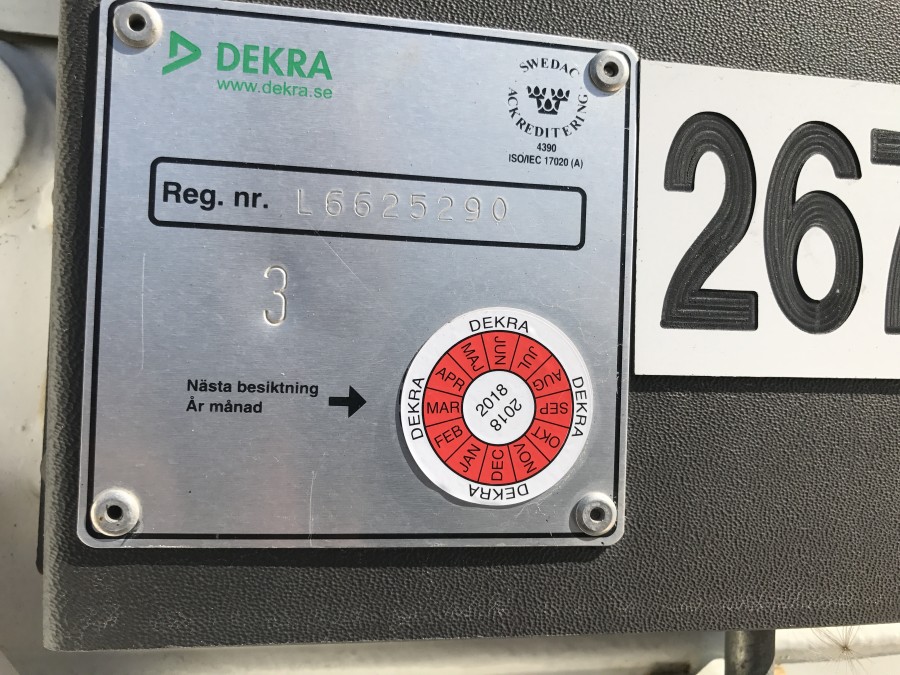 DEKRA
www.dekra.se
SWEDAC
ACKREDITERING
4390
ISO/IEC 17020 (A)
267
Reg. nr. L6625290
3
Nästa besiktning
År månad
DEKRA
DEKRA
DEKRA
DEKRA
JAN
FEB
MAR
APR
MAJ
JUN
JUL
AUG
SEP
OKT
NOV
DEC
2018
2018